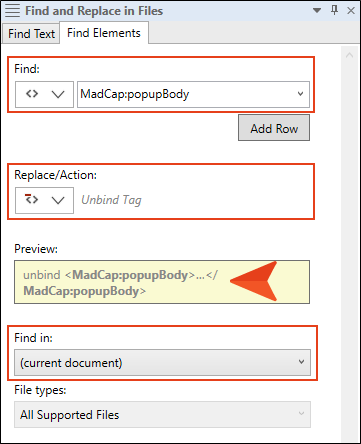 Find and Replace in Files
Find Text Find Elements
Find:
<> MadCap:popupBody
Add Row
Replace/Action:
<> Unbind Tag
Preview:
unbind <MadCap:popupBody>...</
MadCap:popupBody>
Find in:
(current document)
File types:
All Supported Files